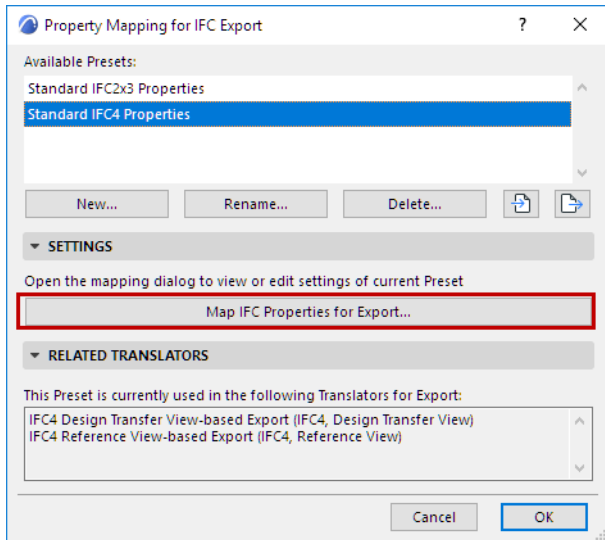 Property Mapping for IFC Export
?
Available Presets:
Standard IFC2x3 Properties
Standard IFC4 Properties
New... Rename... Delete...
SETTINGS
Open the mapping dialog to view or edit settings of current Preset
Map IFC Properties for Export...
RELATED TRANSLATORS
This Preset is currently used in the following Translators for Export:
IFC4 Design Transfer View-based Export (IFC4, Design Transfer View)
IFC4 Reference View-based Export (IFC4, Reference View)
Cancel OK